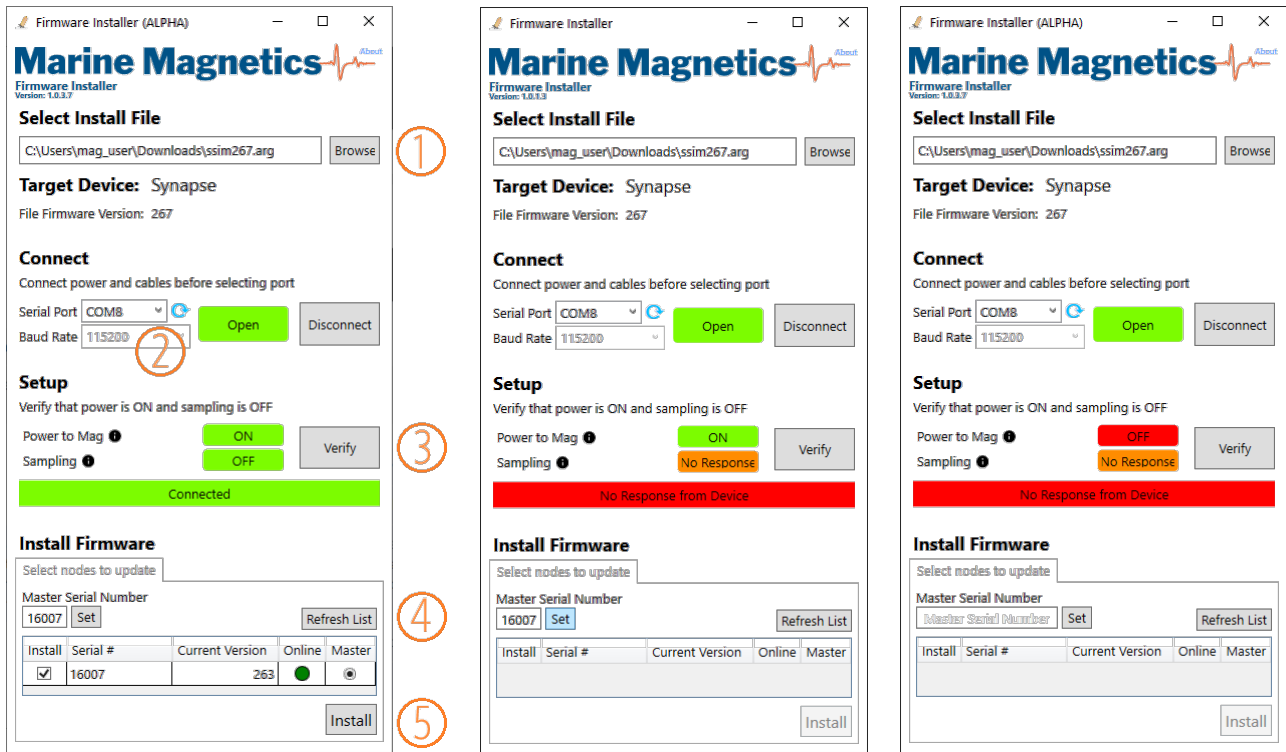 Firmware Installer (ALPHA)
About
Marine Magnetics
Firmware Installer
Version: 1.0.3.7
Select Install File
C:\Users\mag_user\Downloads\ssim267.arg Browse
1
Target Device: Synapse
File Firmware Version: 267
Connect
Connect power and cables before selecting port
Serial Port COM8
Open Disconnect
Baud Rate 115200
2
Setup
Verify that power is ON and sampling is OFF
Power to Mag ON
Verify
3
Sampling OFF
Connected
Install Firmware
Select nodes to update
Master Serial Number
16007 Set Refresh List
4
Install Serial # Current Version Online Master
16007 263
Install
5
Firmware Installer
About
Marine Magnetics
Firmware Installer
Version: 1.0.1.3
Select Install File
C:\Users\mag_user\Downloads\ssim267.arg Browse
Target Device: Synapse
File Firmware Version: 267
Connect
Connect power and cables before selecting port
Serial Port COM8
Open Disconnect
Baud Rate 115200
Setup
Verify that power is ON and sampling is OFF
Power to Mag ON
Verify
Sampling No Response
No Response from Device
Install Firmware
Select nodes to update
Master Serial Number
16007 Set Refresh List
Install Serial # Current Version Online Master
Install
Firmware Installer (ALPHA)
About
Marine Magnetics
Firmware Installer
Version: 1.0.3.7
Select Install File
C:\Users\mag_user\Downloads\ssim267.arg Browse
Target Device: Synapse
File Firmware Version: 267
Connect
Connect power and cables before selecting port
Serial Port COM8
Open Disconnect
Baud Rate 115200
Setup
Verify that power is ON and sampling is OFF
Power to Mag OFF
Verify
Sampling No Response
No Response from Device
Install Firmware
Select nodes to update
Master Serial Number
Master Serial Number Set Refresh List
Install Serial # Current Version Online Master
Install